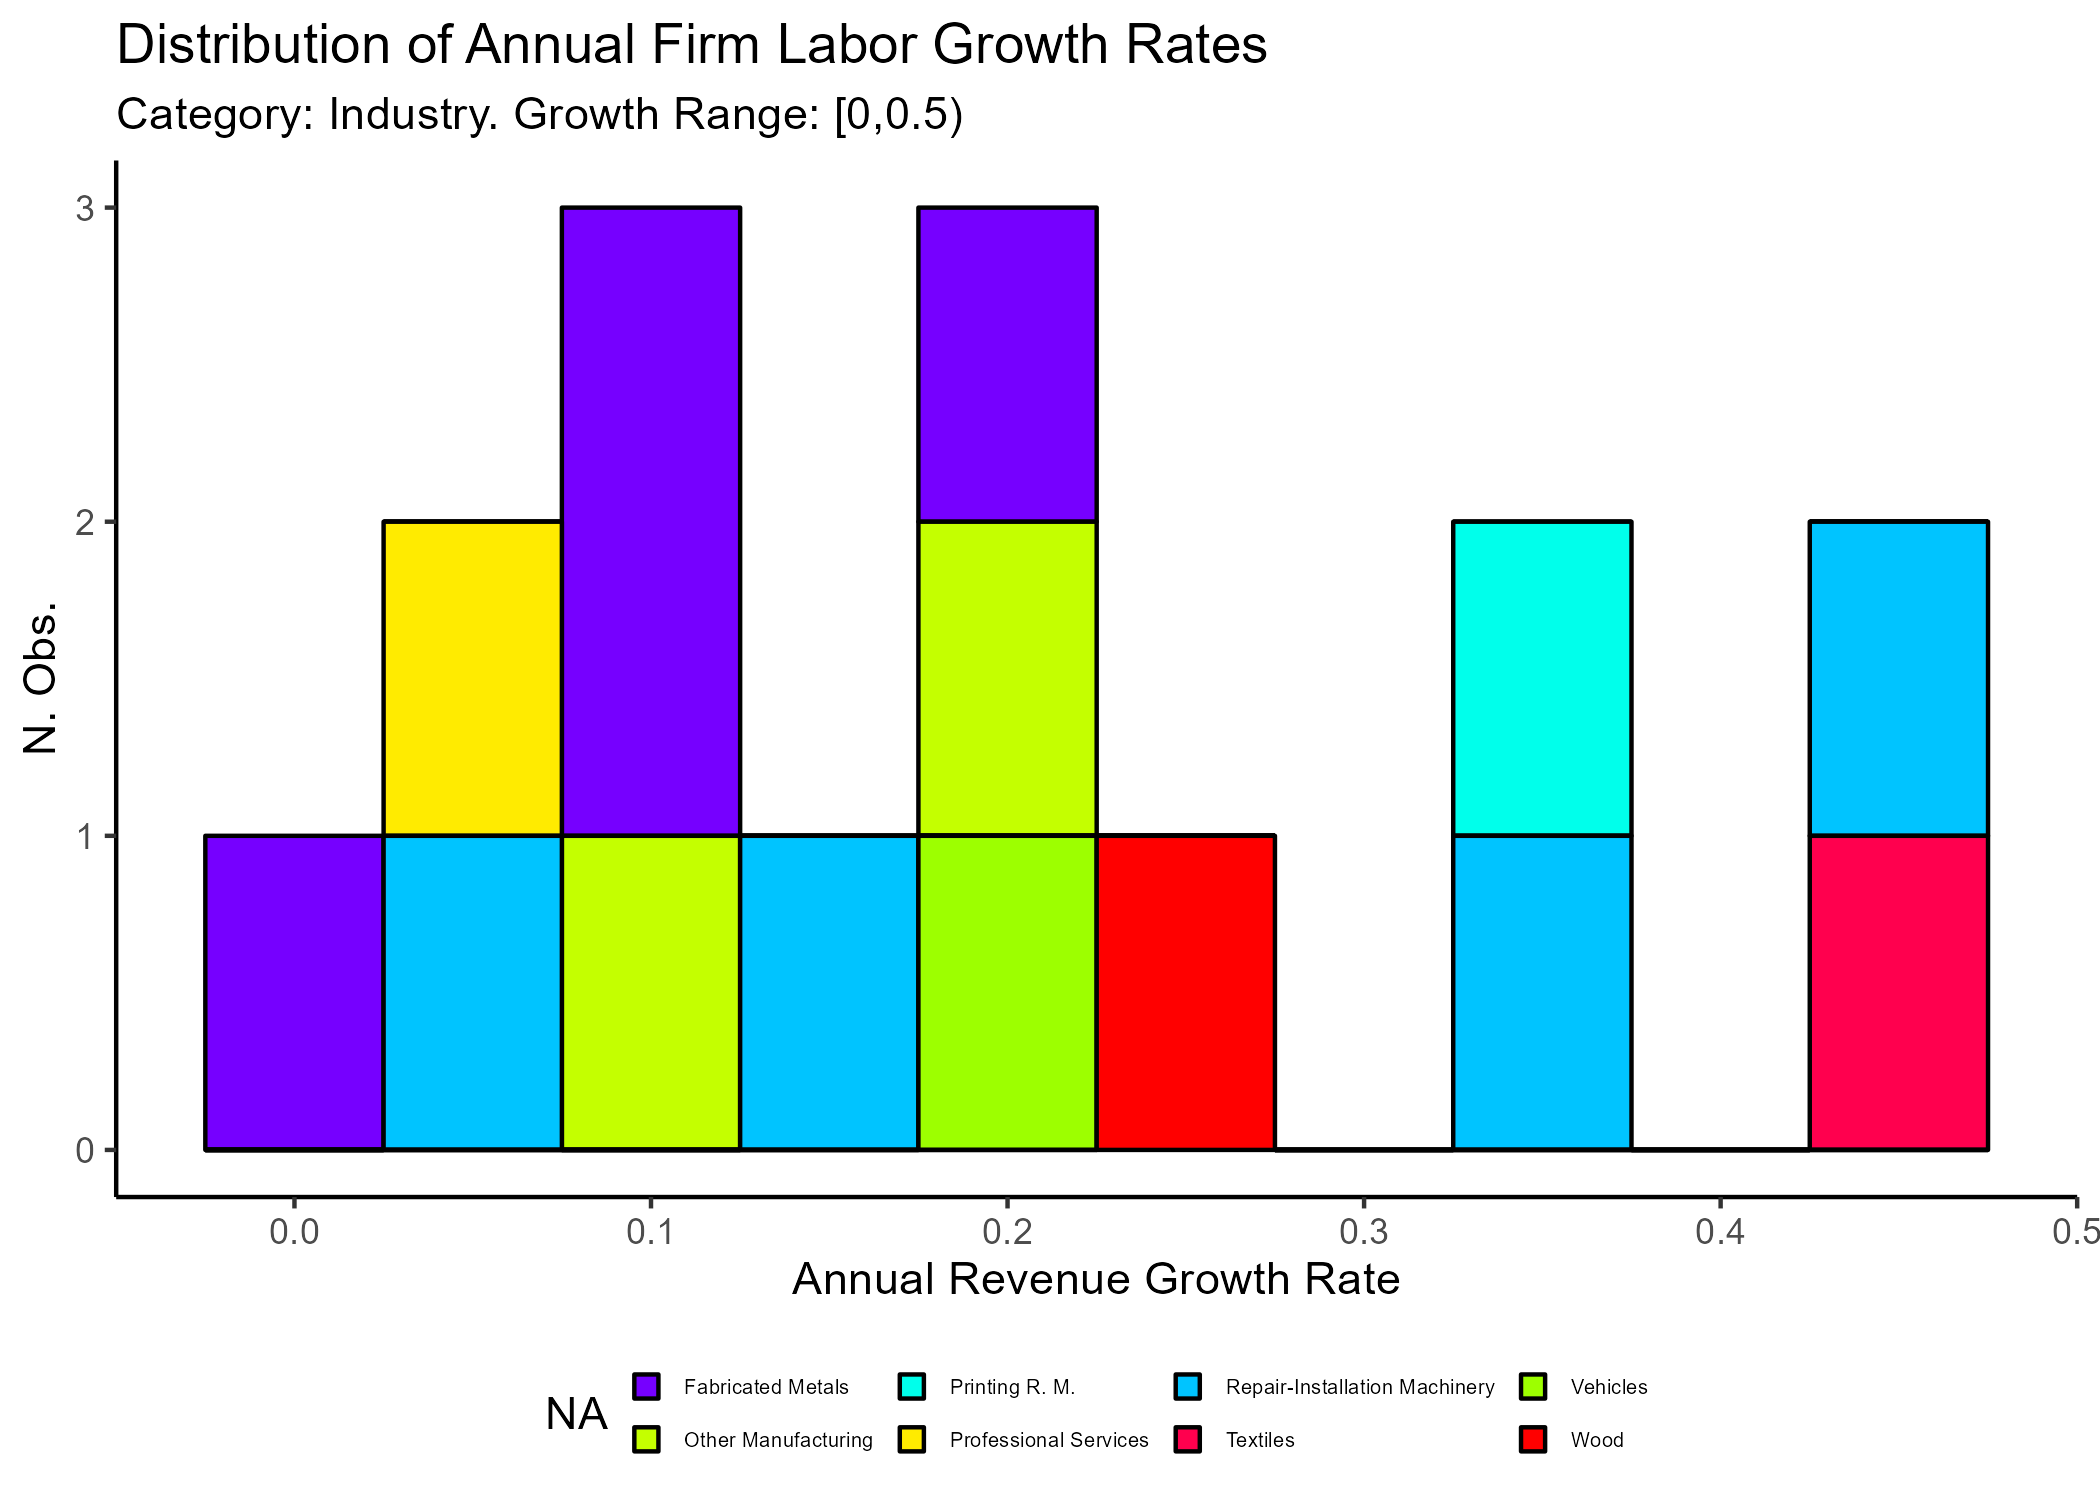 Distribution of Annual Firm Labor Growth Rates
Category: Industry. Growth Range: [0,0.5)
3
2
1
0
N. Obs.
0.0 0.1 0.2 0.3 0.4 0.5
Annual Revenue Growth Rate
NA
Fabricated Metals Printing R. M. Repair-Installation Machinery Vehicles
Other Manufacturing Professional Services Textiles Wood